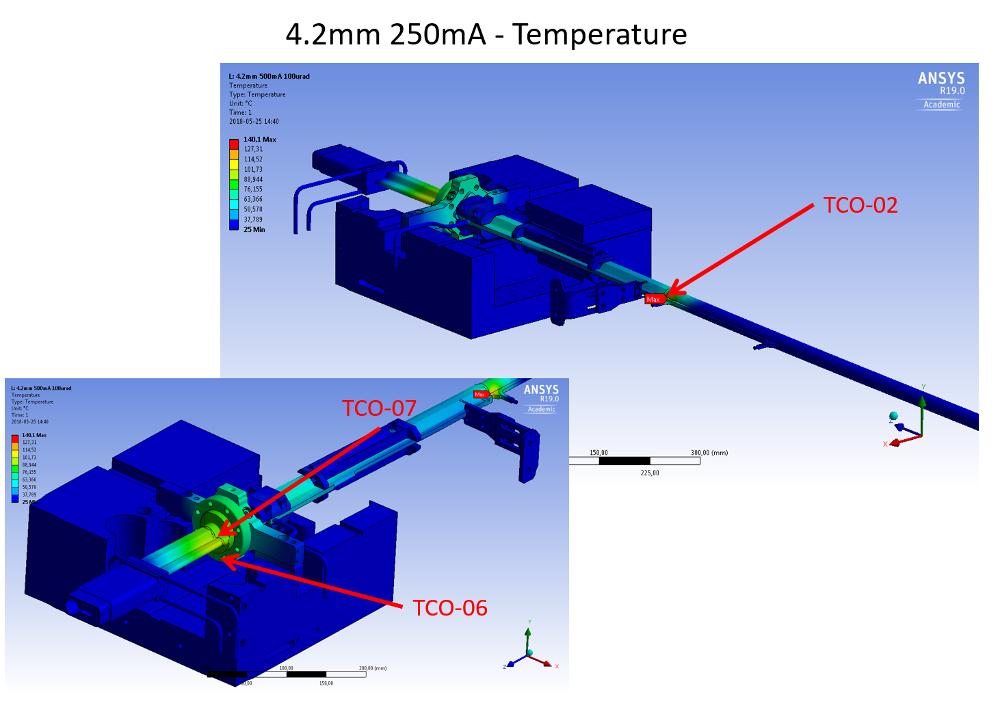 4.2mm 250mA - Temperature
L: 4.2mm 500mA 100urad
Temperature
Type: Temperature
Unit: °C
Time: 1
2018-05-25 14:40
140,1 Max
127,31
114,52
101,73
88,944
76,155
63,366
50,578
37,789
25 Min
ANSYS
R19.0
Academic
TCO-02
Max
Y
Z
X
150,00
300,00 (mm)
225,00
L: 4.2mm 500mA 100urad
Temperature
Type: Temperature
Unit: °C
Time: 1
2018-05-25 14:40
140,1 Max
127,31
114,52
101,73
88,944
76,155
63,366
50,578
37,789
25 Min
ANSYS
R19.0
Academic
Max
TCO-07
TCO-06
Y
Z
X
100,00
200,00 (mm)
150,00